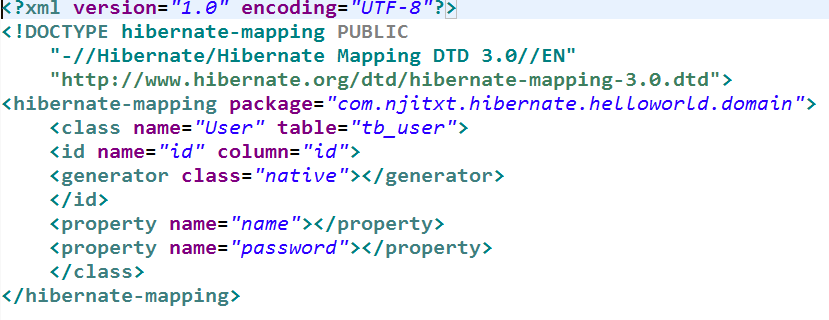 <?xml version="1.0" encoding="UTF-8"?>
<!DOCTYPE hibernate-mapping PUBLIC
    "-//Hibernate/Hibernate Mapping DTD 3.0//EN"
    "http://www.hibernate.org/dtd/hibernate-mapping-3.0.dtd">
<hibernate-mapping package="com.njitxt.hibernate.helloworld.domain">
    <class name="User" table="tb_user">
    <id name="id" column="id">
    <generator class="native"></generator>
    </id>
    <property name="name"></property>
    <property name="password"></property>
    </class>
</hibernate-mapping>